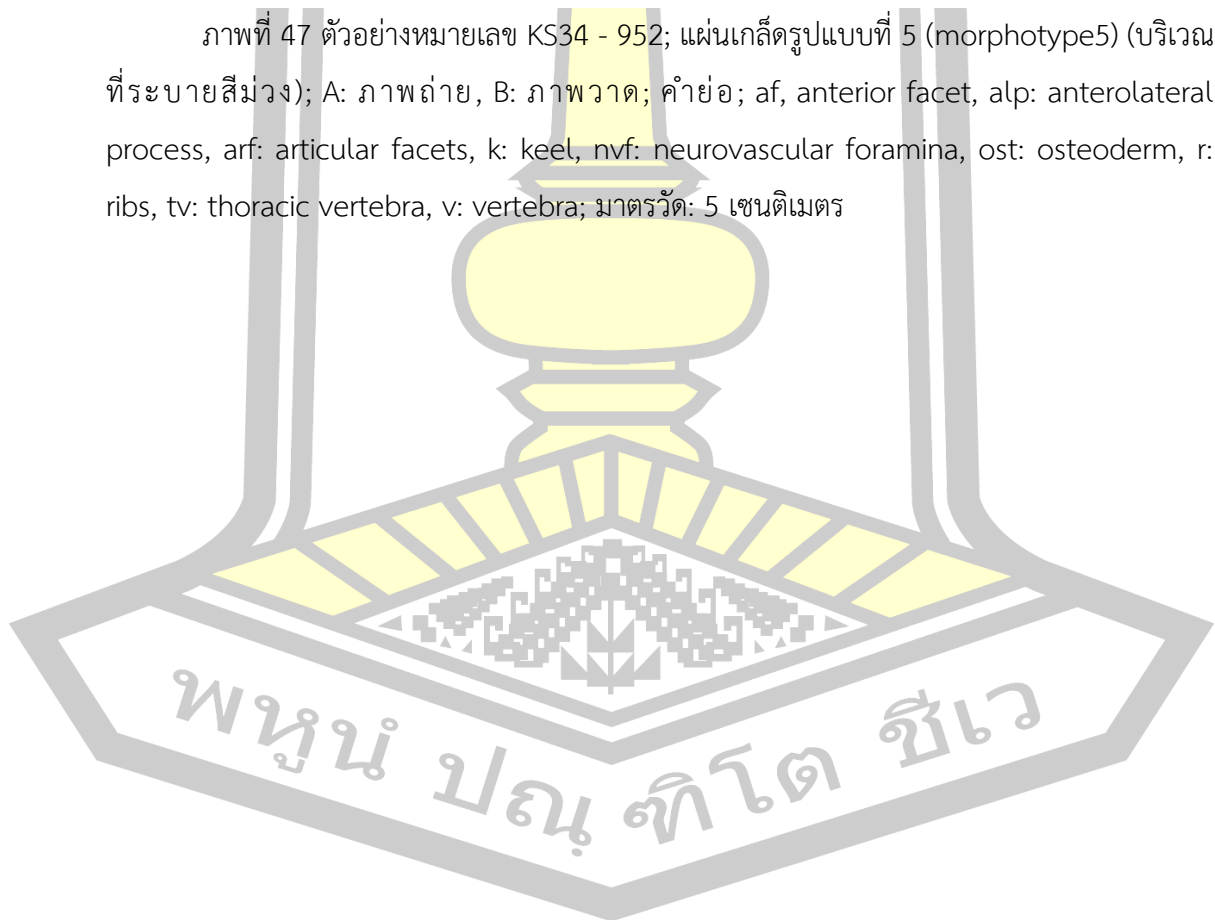 ภาพที่ 47 ตัวอย่างหมายเลข KS34 - 952; แผ่นเกล็ดรูปแบบที่ 5 (morphotype5) (บริเวณ
ที่ระบายสีม่วง); A: ภาพถ่าย, B: ภาพวาด; คำย่อ; af, anterior facet, alp: anterolateral
process, arf: articular facets, k: keel, nvf: neurovascular foramina, ost: osteoderm, r:
ribs, tv: thoracic vertebra, v: vertebra; มาตรวัด: 5 เซนติเมตร
พหูนํ ปณฺฑิโต ชีเว